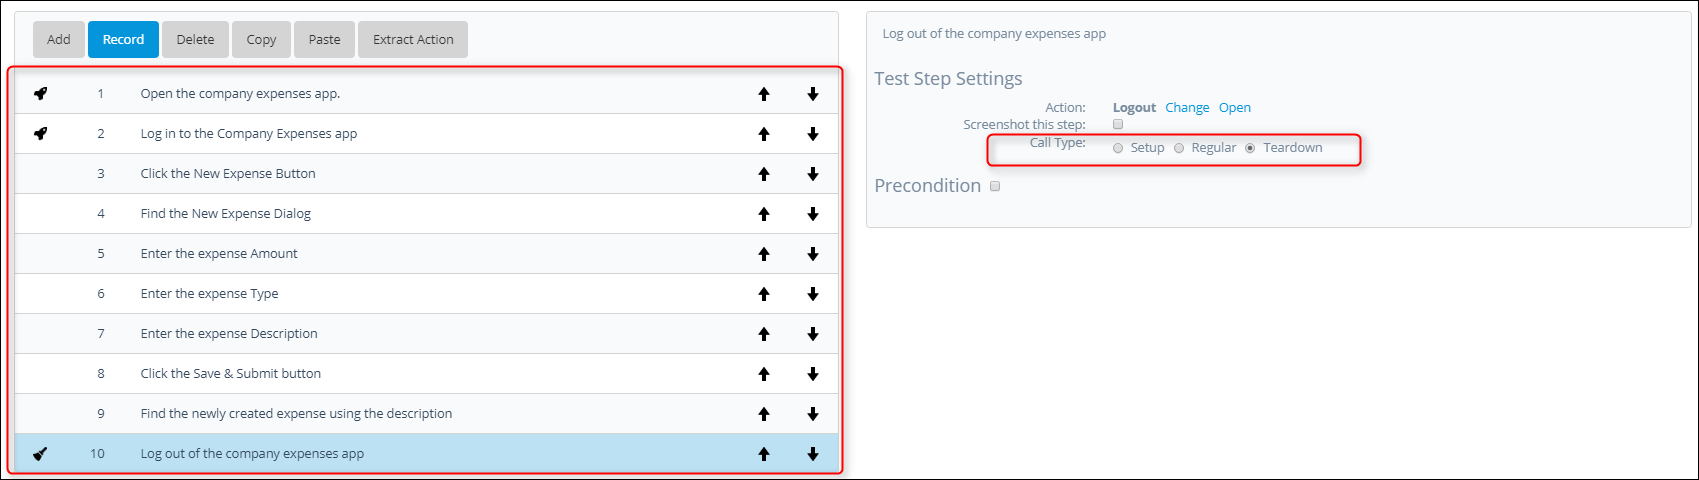 Add Record Delete Copy Paste Extract Action
1 Open the company expenses app.
2 Log in to the Company Expenses app
3 Click the New Expense Button
4 Find the New Expense Dialog
5 Enter the expense Amount
6 Enter the expense Type
7 Enter the expense Description
8 Click the Save & Submit button
9 Find the newly created expense using the description
10 Log out of the company expenses app
Log out of the company expenses app
Test Step Settings
Action: Logout Change Open
Screenshot this step:
Call Type: Setup Regular Teardown
Precondition